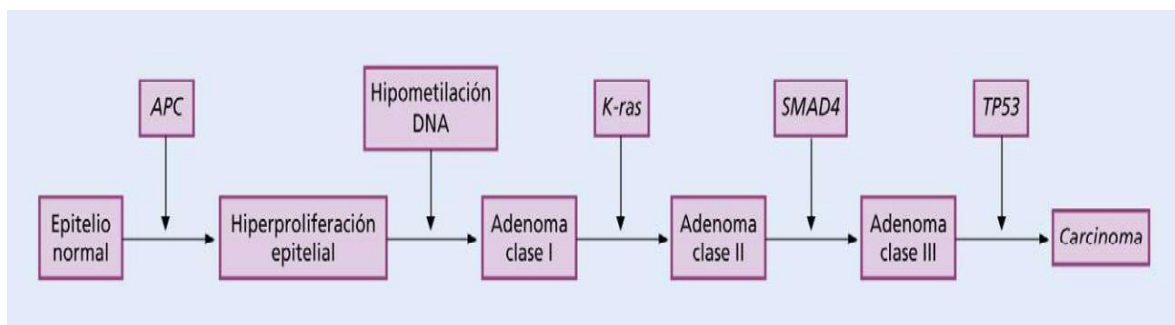 APC
Hipometilación
DNA
K-ras
SMAD4
TP53
Epitelio
normal
Hiperproliferación
epitelial
Adenoma
clase I
Adenoma
clase II
Adenoma
clase III
Carcinoma